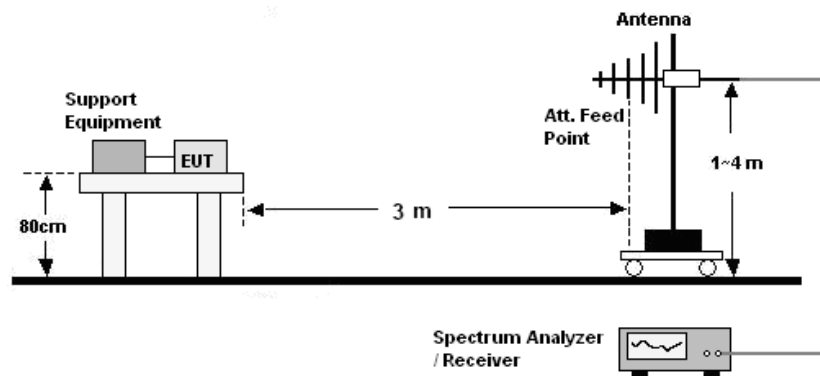 Antenna
Support
Equipment
EUT
Att. Feed
Point
1~4 m
80cm
3 m
Spectrum Analyzer
/ Receiver